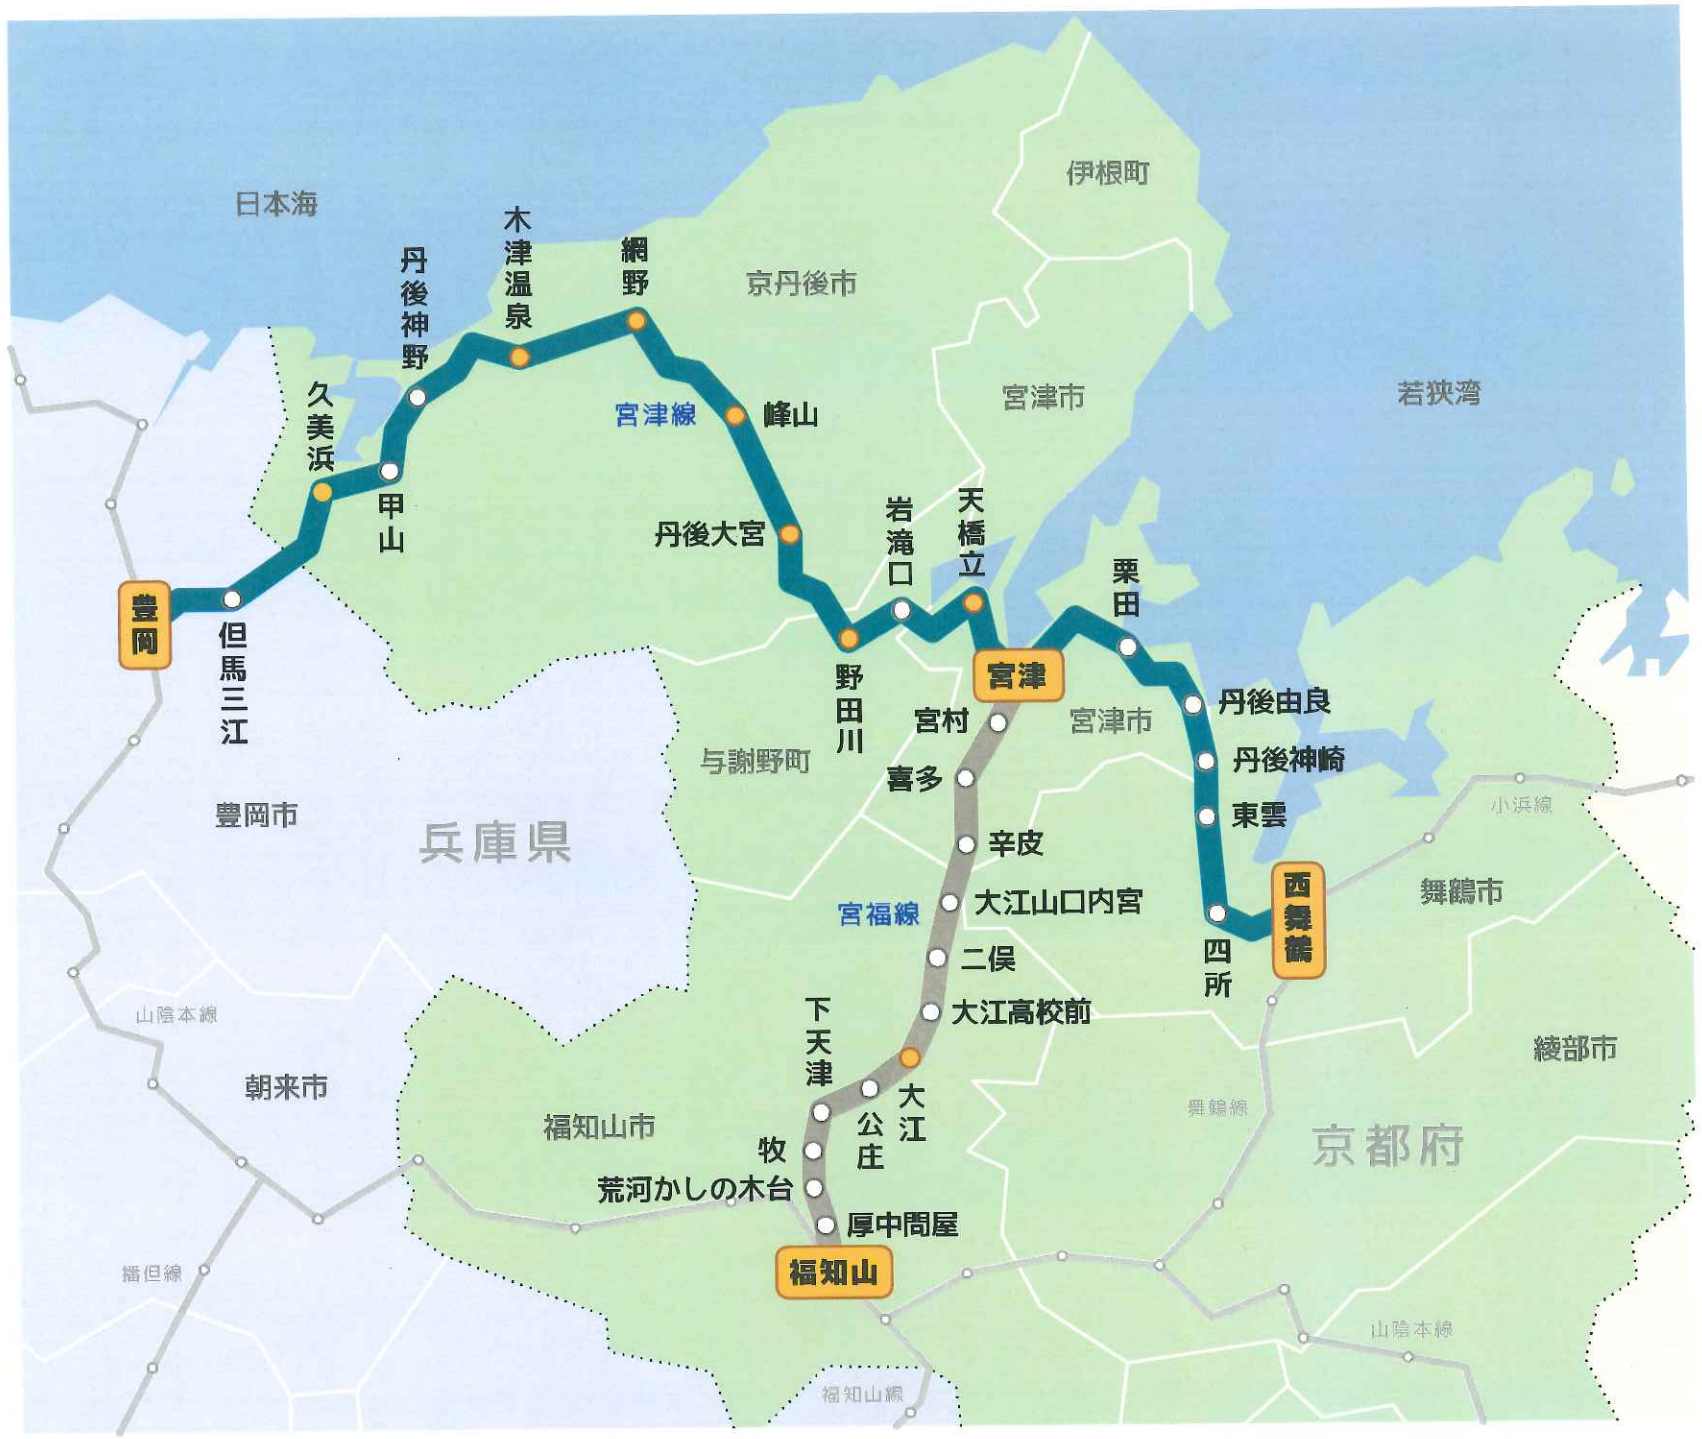 日本海
伊根町
木津温泉
丹後神野
網野
京丹後市
久美浜
宮津線
峰山
宮津市
若狭湾
甲山
丹後大宮
岩滝口
天橋立
栗田
豊岡
但馬三江
野田川
宮津
宮村
宮津市
丹後由良
与謝野町
喜多
丹後神崎
豊岡市
兵庫県
東雲
小浜線
辛皮
西舞鶴
舞鶴市
宮福線
大江山口内宮
四所
二俣
山陰本線
下天津
大江高校前
綾部市
朝来市
大江
舞鶴線
福知山市
公庄
京都府
牧
荒河かしの木台
厚中問屋
播但線
福知山
山陰本線
福知山線